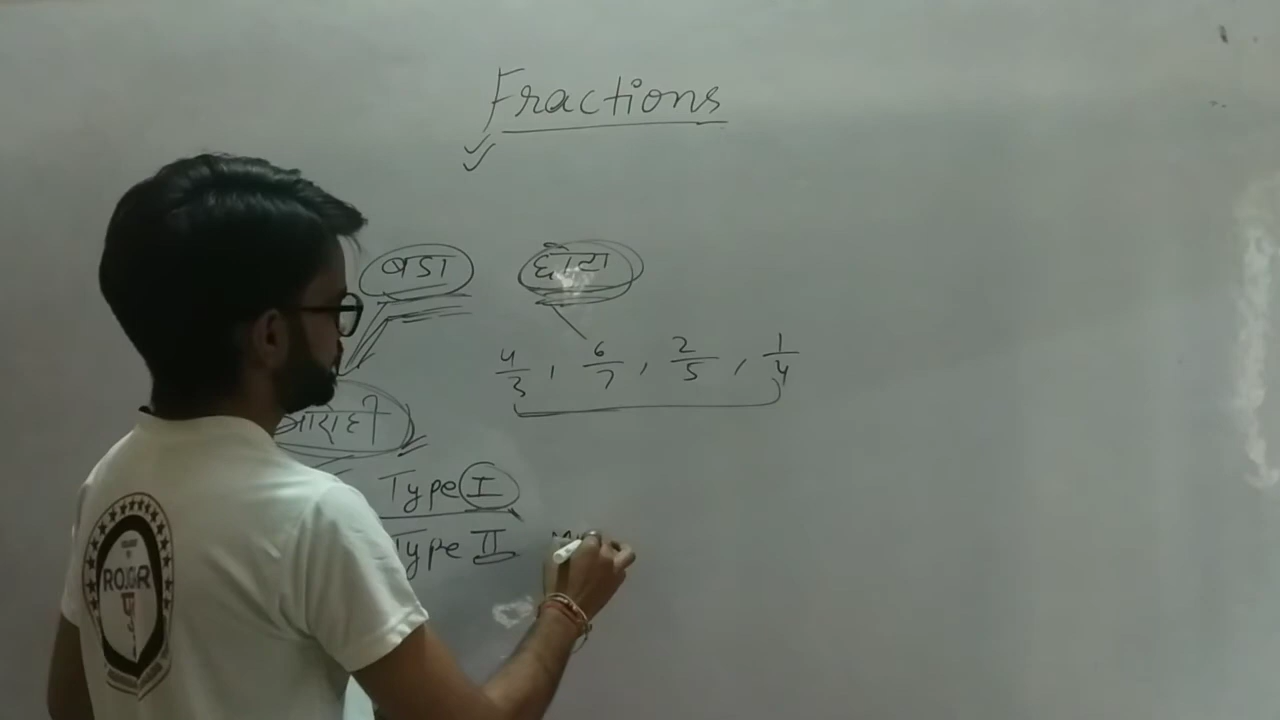 Fractions
बडा छोटा
4/3 , 6/7 , 2/5 , 1/4
आरोही
Type I
Type II